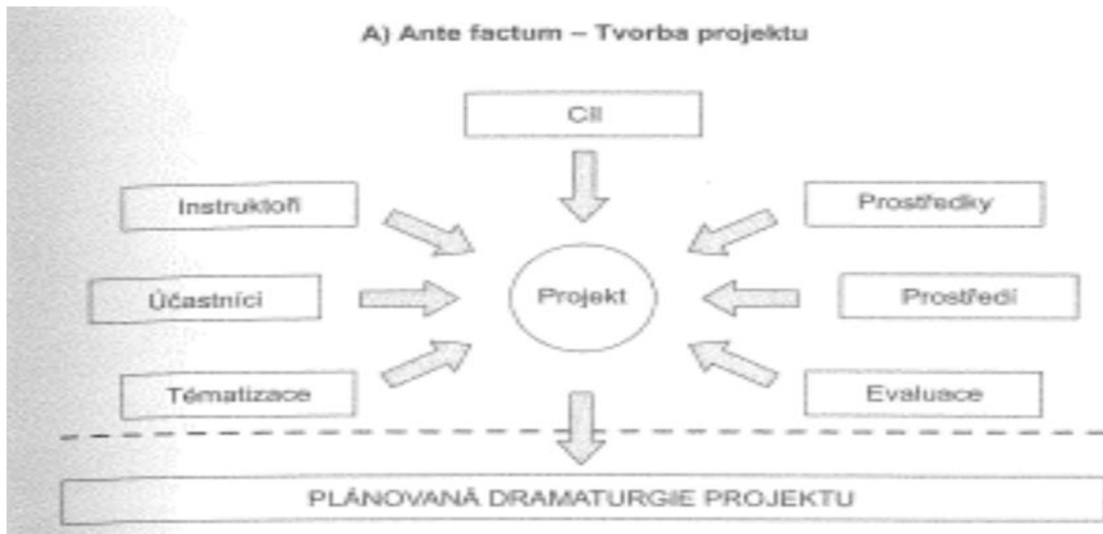 A) Ante factum – Tvorba projektu
Cíl
Instruktoři
Prostředky
Účastníci
Projekt
Prostředí
Tématizace
Evaluace
PLÁNOVANÁ DRAMATURGIE PROJEKTU